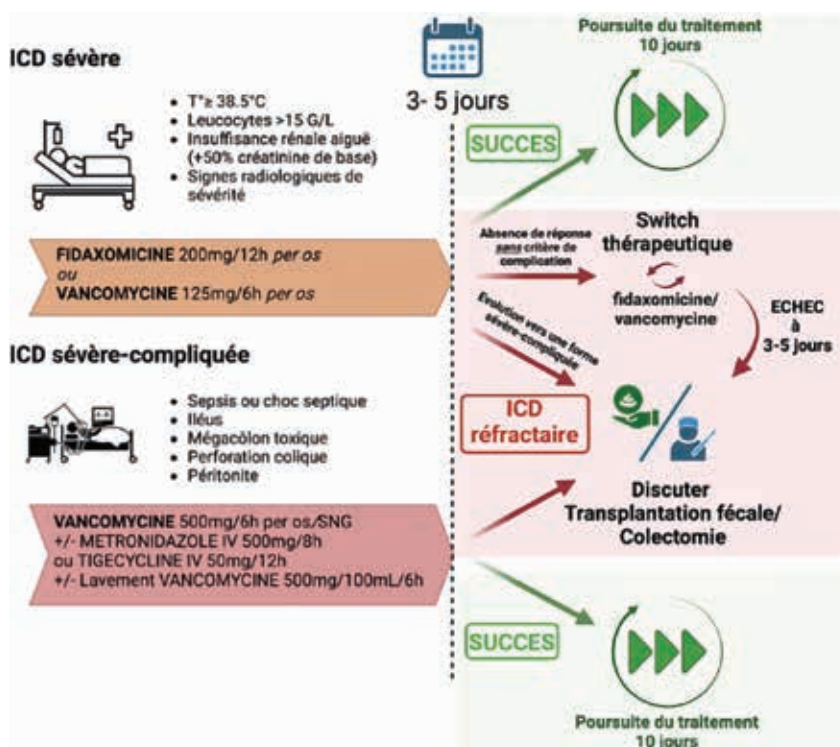 ICD sévère
• T°≥ 38.5°C
• Leucocytes >15 G/L
• Insuffisance rénale aiguë
(+50% créatinine de base)
• Signes radiologiques de
sévérité
FIDAXOMICINE 200mg/12h per os
ou
VANCOMYCINE 125mg/6h per os
ICD sévère-compliquée
• Sepsis ou choc septique
• Iléus
• Mégacôlon toxique
• Perforation colique
• Péritonite
VANCOMYCINE 500mg/6h per os/SNG
+/- METRONIDAZOLE IV 500mg/8h
ou TIGECYCLINE IV 50mg/12h
+/- Lavement VANCOMYCINE 500mg/100mL/6h
3- 5 jours
SUCCES
Poursuite du traitement
10 jours
Absence de réponse
sans critère de
complication
Switch
thérapeutique
fidaxomicine/
vancomycine
ECHEC
à
3-5 jours
Evolution vers une forme
sévère-compliquée
ICD
réfractaire
Discuter
Transplantation fécale/
Colectomie
SUCCES
Poursuite du traitement
10 jours